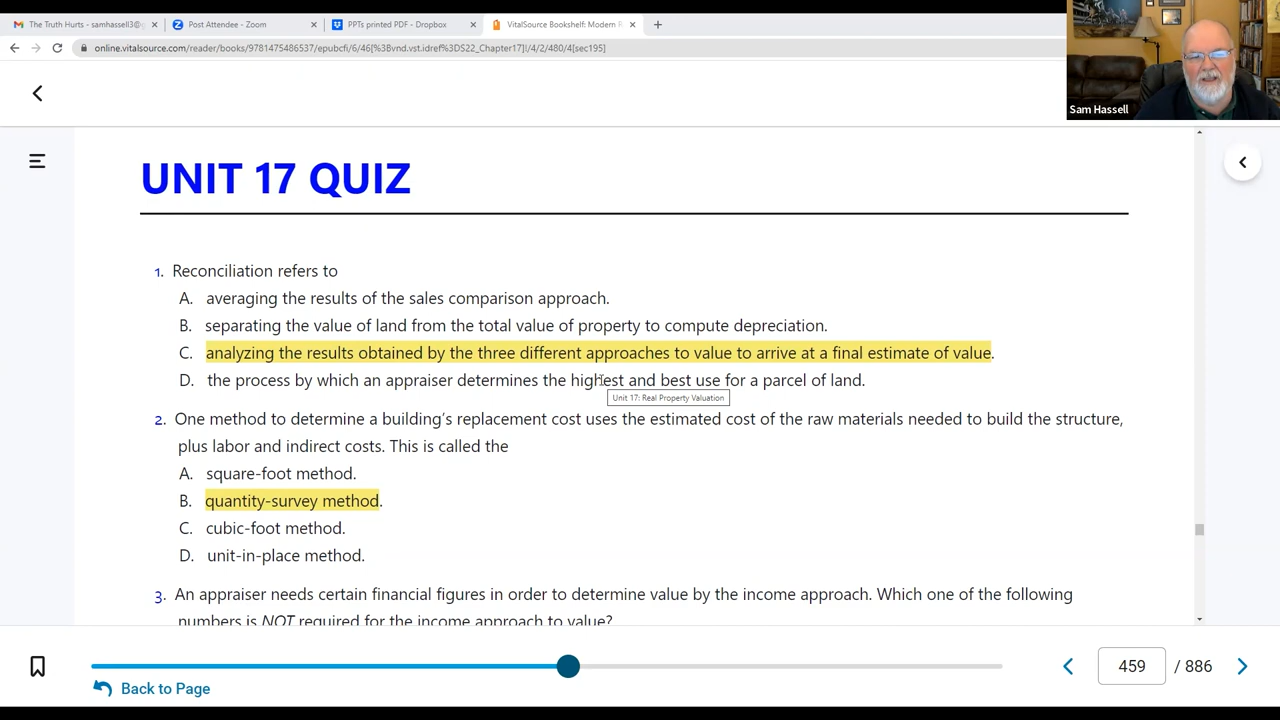 The Truth Hurts - samhassell3@g
Post Attendee - Zoom
PPTs printed PDF - Dropbox
VitalSource Bookshelf: Modern R
online.vitalsource.com/reader/books/9781475486537/epubcfi/6/46[%3Bvnd.vst.idref%3DS22_Chapter17]!/4/2/480/4[sec195]
Sam Hassell
UNIT 17 QUIZ
1. Reconciliation refers to
A. averaging the results of the sales comparison approach.
B. separating the value of land from the total value of property to compute depreciation.
C. analyzing the results obtained by the three different approaches to value to arrive at a final estimate of value.
D. the process by which an appraiser determines the highest and best use for a parcel of land.
Unit 17: Real Property Valuation
2. One method to determine a building’s replacement cost uses the estimated cost of the raw materials needed to build the structure,
plus labor and indirect costs. This is called the
A. square-foot method.
B. quantity-survey method.
C. cubic-foot method.
D. unit-in-place method.
3. An appraiser needs certain financial figures in order to determine value by the income approach. Which one of the following
numbers is NOT required for the income approach to value?
459 / 886
Back to Page